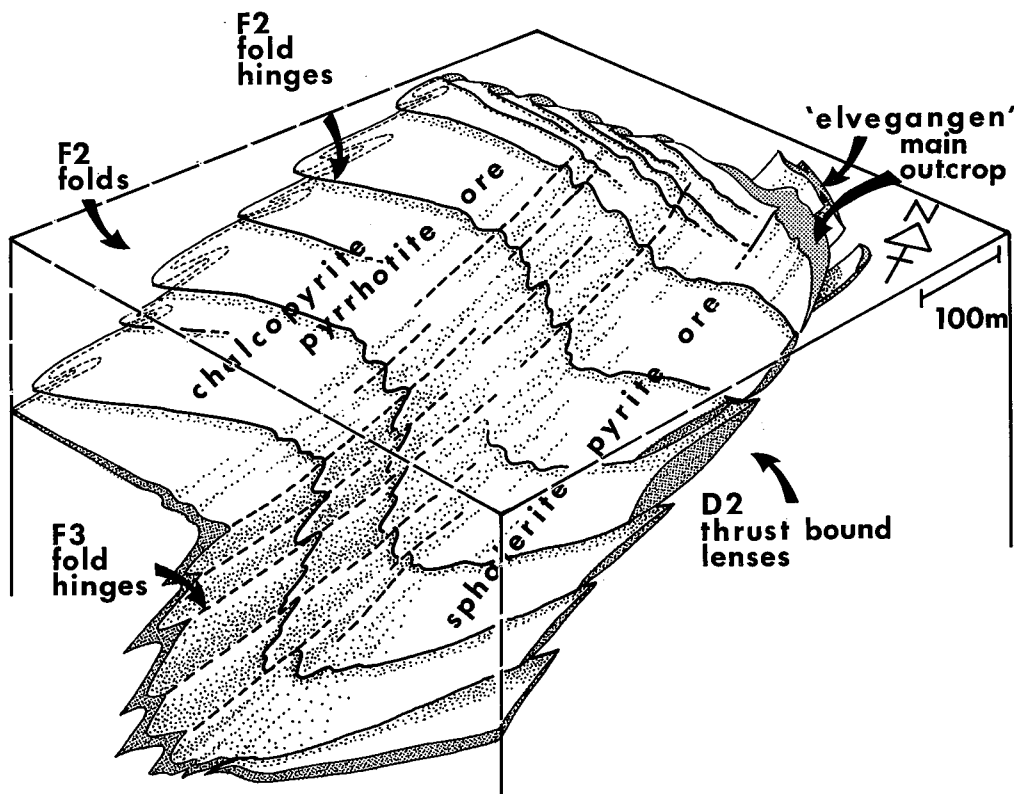 F2
fold
hinges
F2
folds
'elvegangen'
main
outcrop
N
100m
chalcopyrite
pyrrhotite ore
sphalerite pyrite ore
D2
thrust bound
lenses
F3
fold
hinges